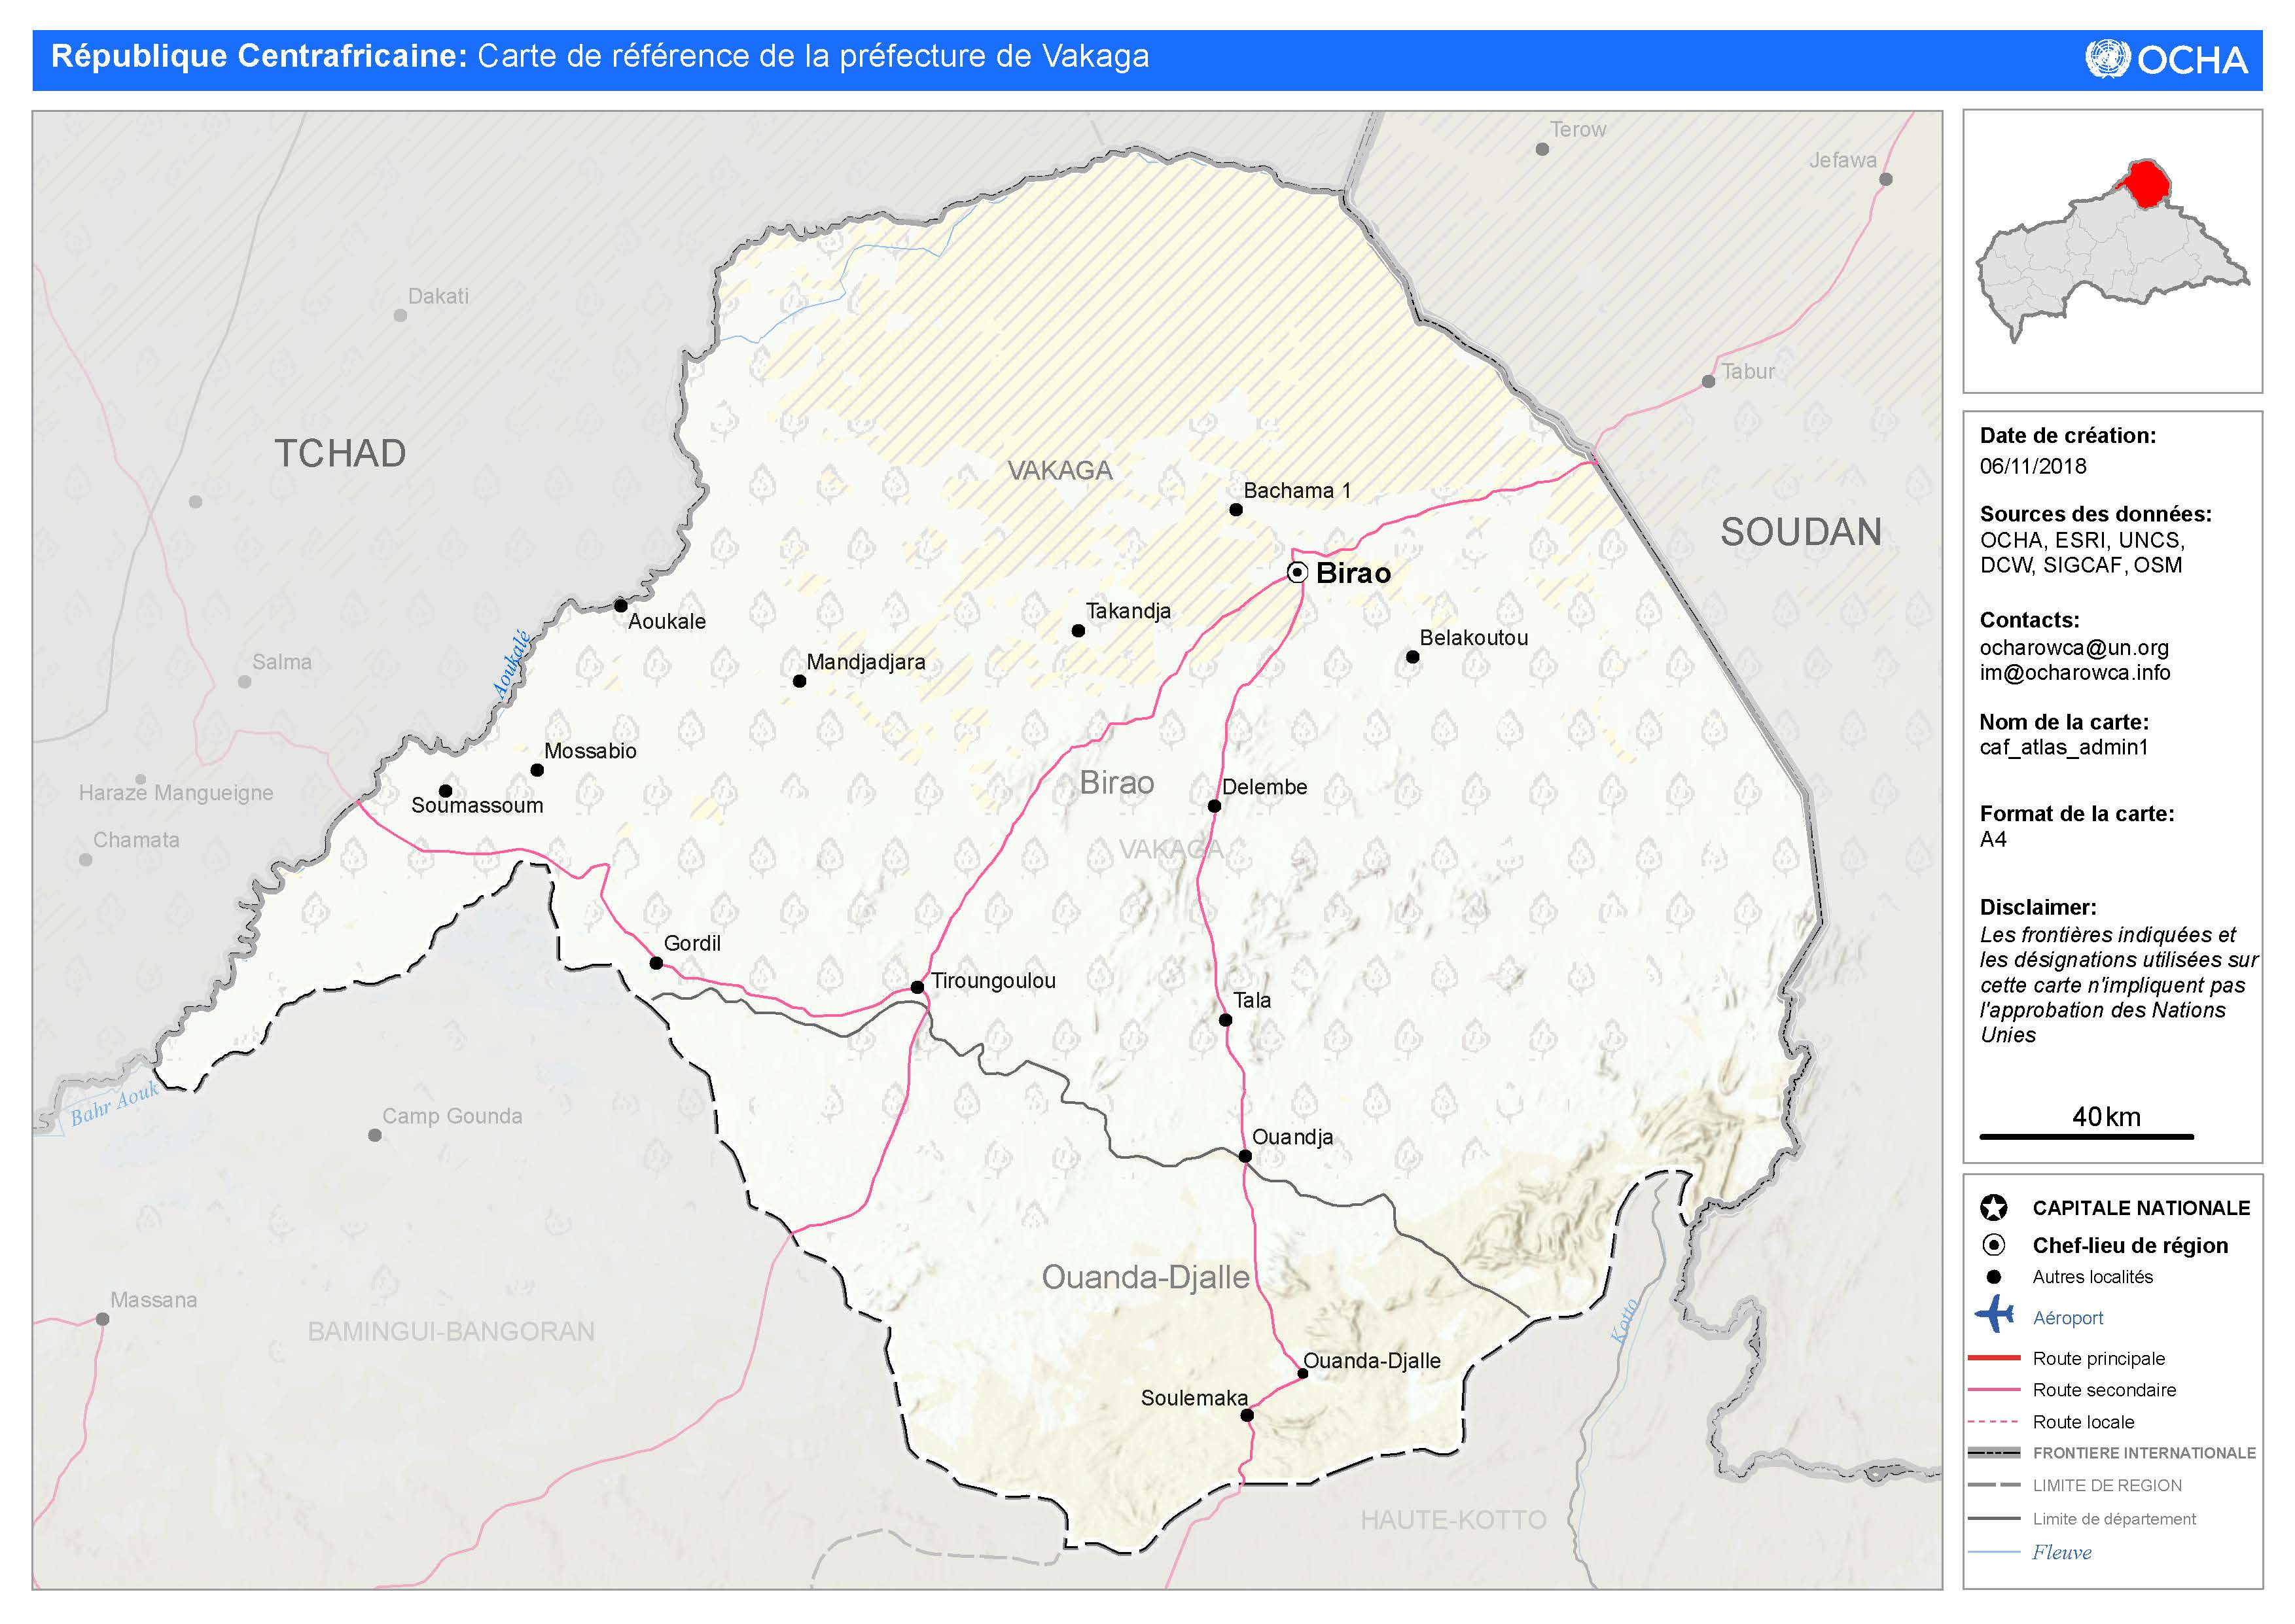 République Centrafricaine: Carte de référence de la préfecture de Vakaga
OCHA
Terow
Jefawa
Dakati
Tabur
TCHAD
VAKAGA
Bachama 1
SOUDAN
Birao
Aoukale
Takandja
Belakoutou
Aoukalé
Salma
Mandjadjara
Mossabio
Haraze Mangueigne
Soumassoum
Birao
Delembe
Chamata
VAKAGA
Gordil
Tiroungoulou
Tala
Bahr Aouk
Camp Gounda
Ouandja
Ouanda-Djalle
Massana
BAMINGUI-BANGORAN
Kotto
Ouanda-Djalle
Soulemaka
HAUTE-KOTTO
Date de création:
06/11/2018
Sources des données:
OCHA, ESRI, UNCS,
DCW, SIGCAF, OSM
Contacts:
ocharowca@un.org
im@ocharowca.info
Nom de la carte:
caf_atlas_admin1
Format de la carte:
A4
Disclaimer:
Les frontières indiquées et
les désignations utilisées sur
cette carte n'impliquent pas
l'approbation des Nations
Unies
40 km
CAPITALE NATIONALE
Chef-lieu de région
Autres localités
Aéroport
Route principale
Route secondaire
Route locale
FRONTIERE INTERNATIONALE
LIMITE DE REGION
Limite de département
Fleuve